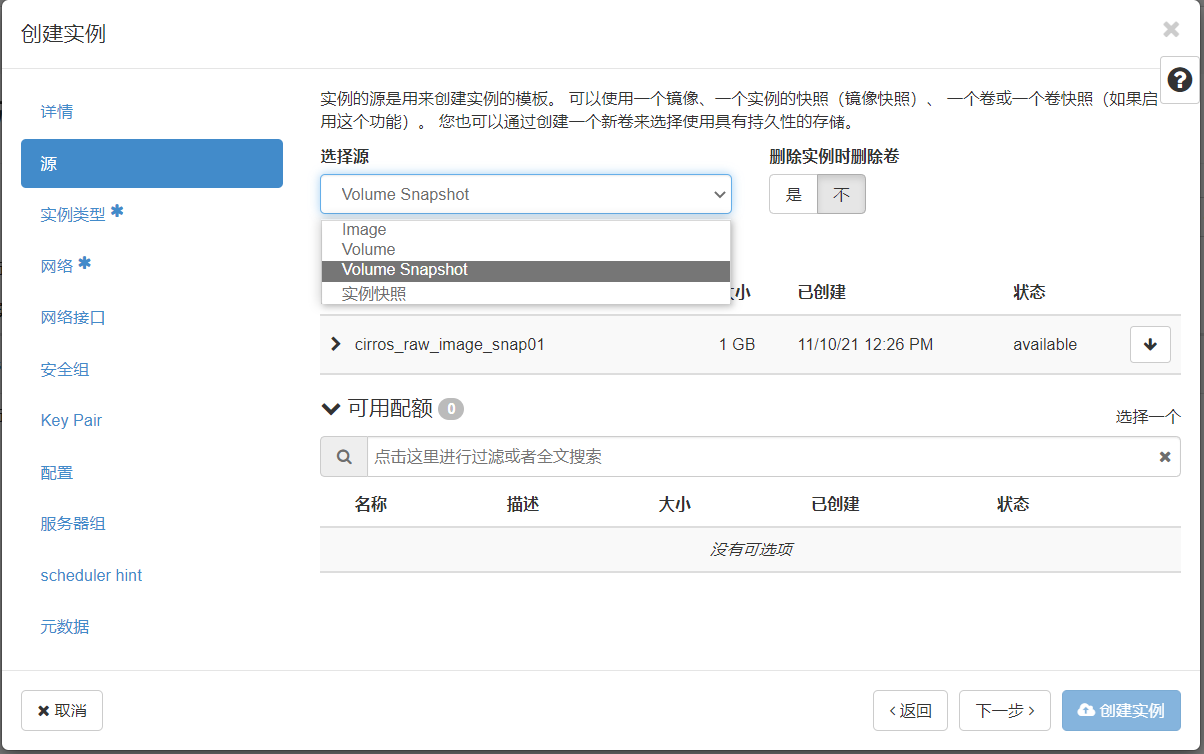 创建实例
详情
源
实例类型
网络
网络接口
安全组
Key Pair
配置
服务器组
scheduler hint
元数据
实例的源是用来创建实例的模板。 可以使用一个镜像、一个实例的快照（镜像快照）、 一个卷或一个卷快照（如果启
用这个功能）。 您也可以通过创建一个新卷来选择使用具有持久性的存储。
选择源 删除实例时删除卷
Volume Snapshot 是 不
Image
Volume
Volume Snapshot
实例快照
小 已创建 状态
cirros_raw_image_snap01 1 GB 11/10/21 12:26 PM available
可用配额 0 选择一个
点击这里进行过滤或者全文搜索
名称 描述 大小 已创建 状态
没有可选项
取消 返回 下一步 创建实例